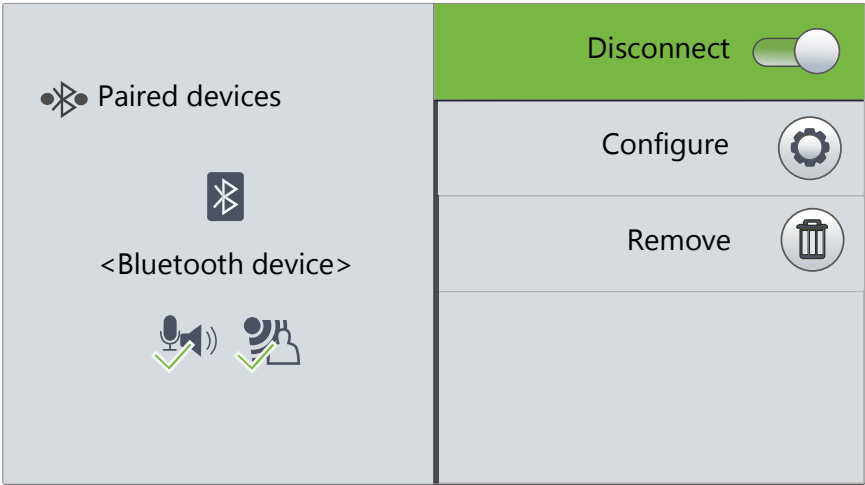 Paired devices
<Bluetooth device>
Disconnect
Configure
Remove